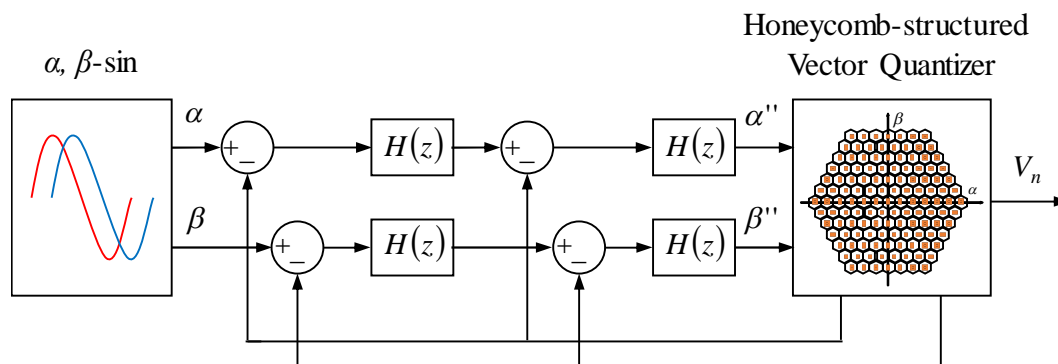 Honeycomb-structured
Vector Quantizer
α, β-sin
α
+
−
H(z)
+
−
H(z)
α''
β
α
V_n
β
+
−
H(z)
+
−
H(z)
β''